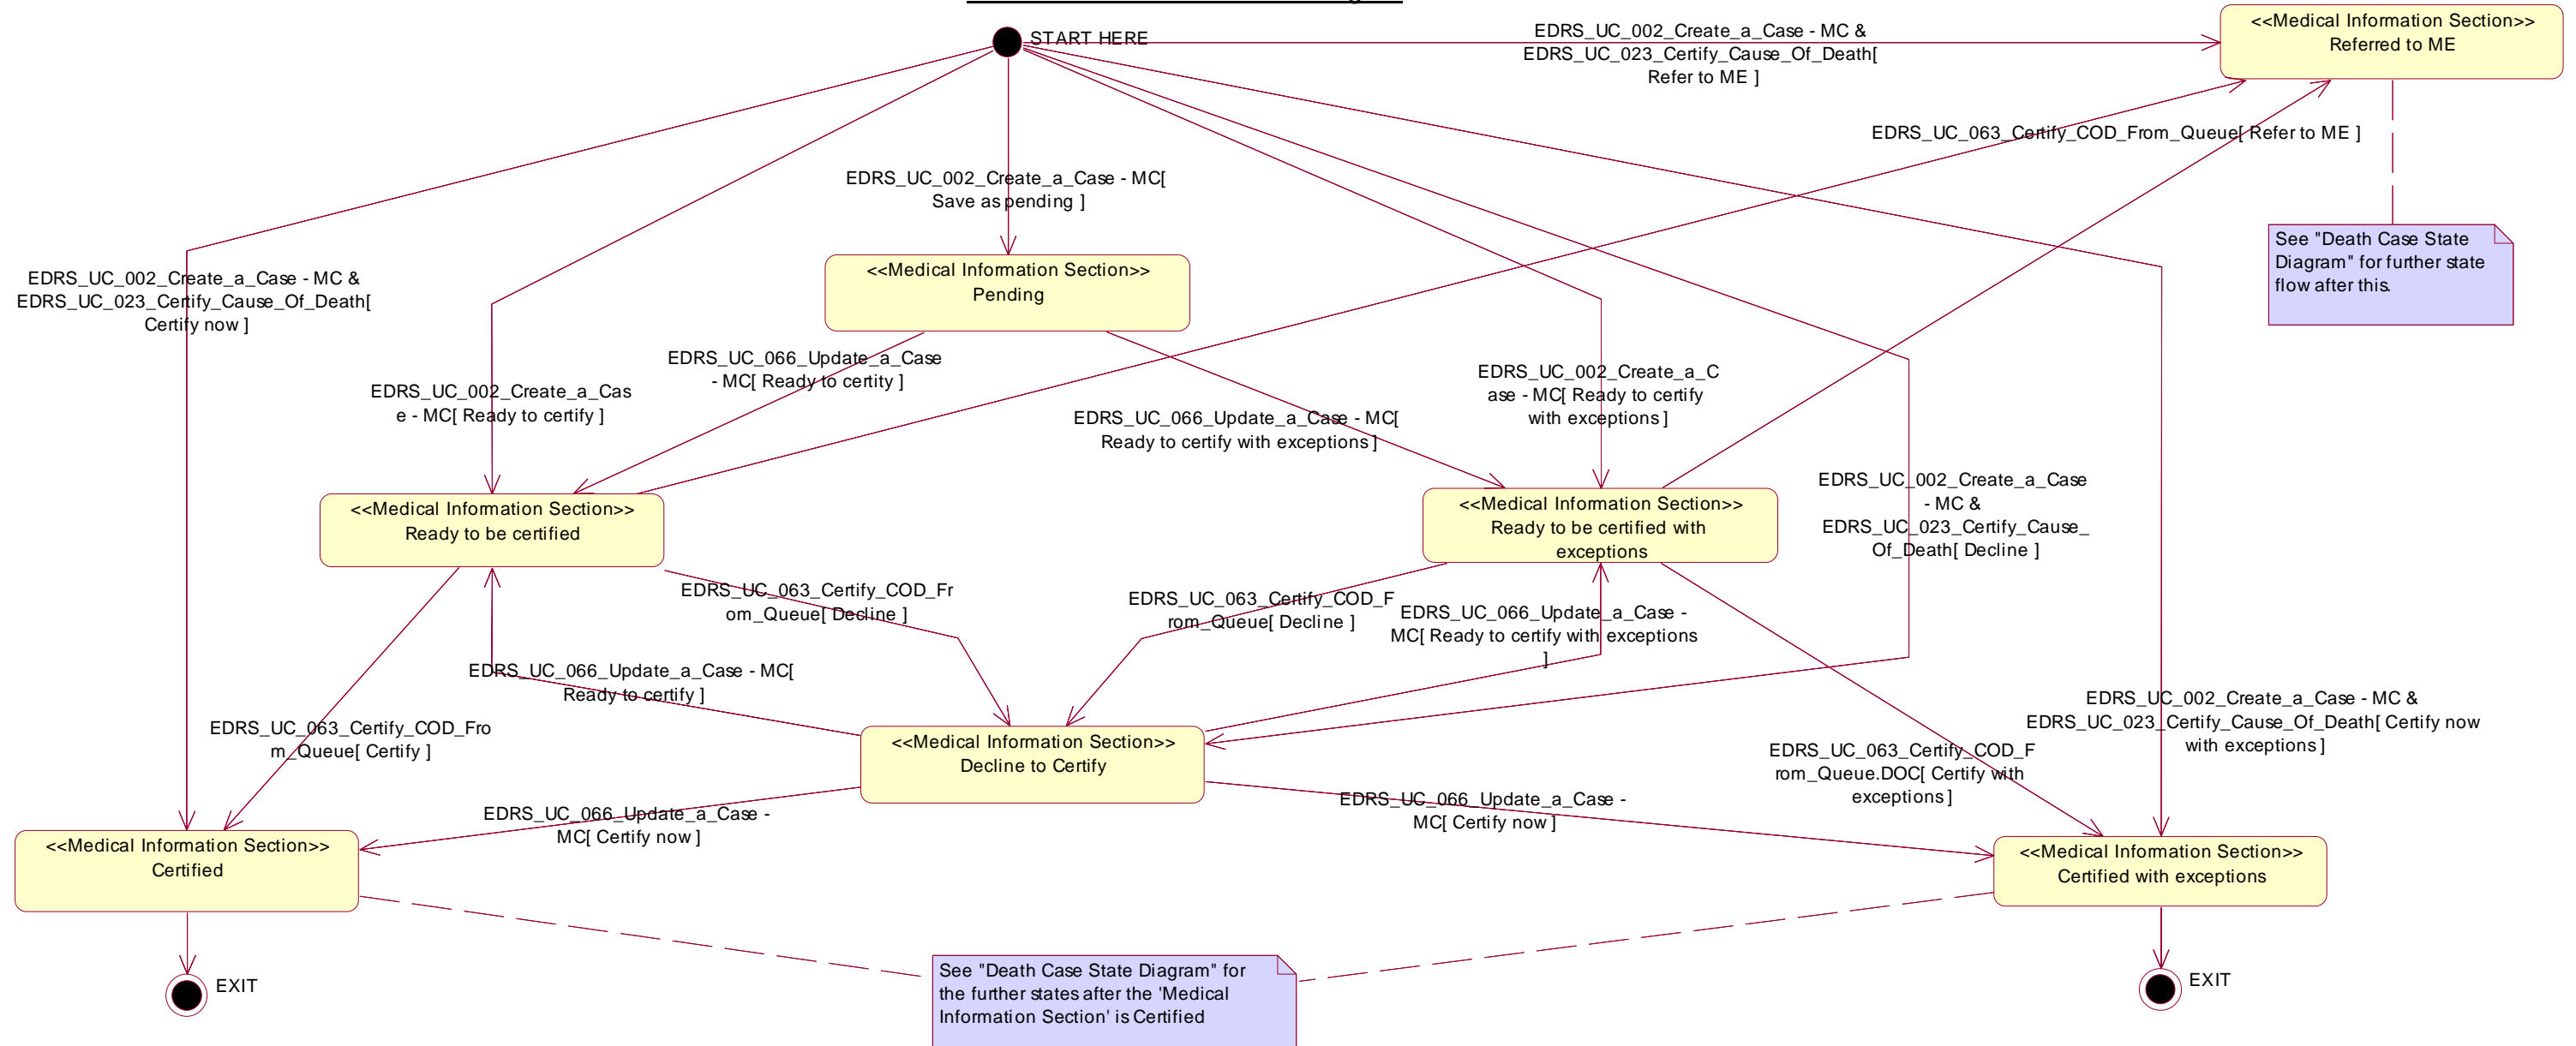 START HERE
EDRS_UC_002_Create_a_Case - MC &
EDRS_UC_023_Certify_Cause_Of_Death[
Refer to ME ]
<<Medical Information Section>>
Referred to ME
EDRS_UC_063_Certify_COD_From_Queue[ Refer to ME ]
EDRS_UC_002_Create_a_Case - MC[
Save as pending ]
See "Death Case State
Diagram" for further state
flow after this.
EDRS_UC_002_Create_a_Case - MC &
EDRS_UC_023_Certify_Cause_Of_Death[
Certify now ]
<<Medical Information Section>>
Pending
EDRS_UC_066_Update_a_Case
- MC[ Ready to certity ]
EDRS_UC_002_Create_a_Cas
e - MC[ Ready to certify ]
EDRS_UC_002_Create_a_C
ase - MC[ Ready to certify
with exceptions ]
EDRS_UC_066_Update_a_Case - MC[
Ready to certify with exceptions ]
EDRS_UC_002_Create_a_Case
- MC &
EDRS_UC_023_Certify_Cause_
Of_Death[ Decline ]
<<Medical Information Section>>
Ready to be certified
<<Medical Information Section>>
Ready to be certified with
exceptions
EDRS_UC_063_Certify_COD_Fr
om_Queue[ Decline ]
EDRS_UC_063_Certify_COD_F
rom_Queue[ Decline ]
EDRS_UC_066_Update_a_Case -
MC[ Ready to certify with exceptions
]
EDRS_UC_066_Update_a_Case - MC[
Ready to certify ]
EDRS_UC_063_Certify_COD_Fro
m_Queue[ Certify ]
<<Medical Information Section>>
Decline to Certify
EDRS_UC_002_Create_a_Case - MC &
EDRS_UC_023_Certify_Cause_Of_Death[ Certify now
with exceptions ]
EDRS_UC_063_Certify_COD_F
rom_Queue.DOC[ Certify with
exceptions ]
EDRS_UC_066_Update_a_Case -
MC[ Certify now ]
EDRS_UC_066_Update_a_Case -
MC[ Certify now ]
<<Medical Information Section>>
Certified
<<Medical Information Section>>
Certified with exceptions
EXIT
See "Death Case State Diagram" for
the further states after the 'Medical
Information Section' is Certified
EXIT